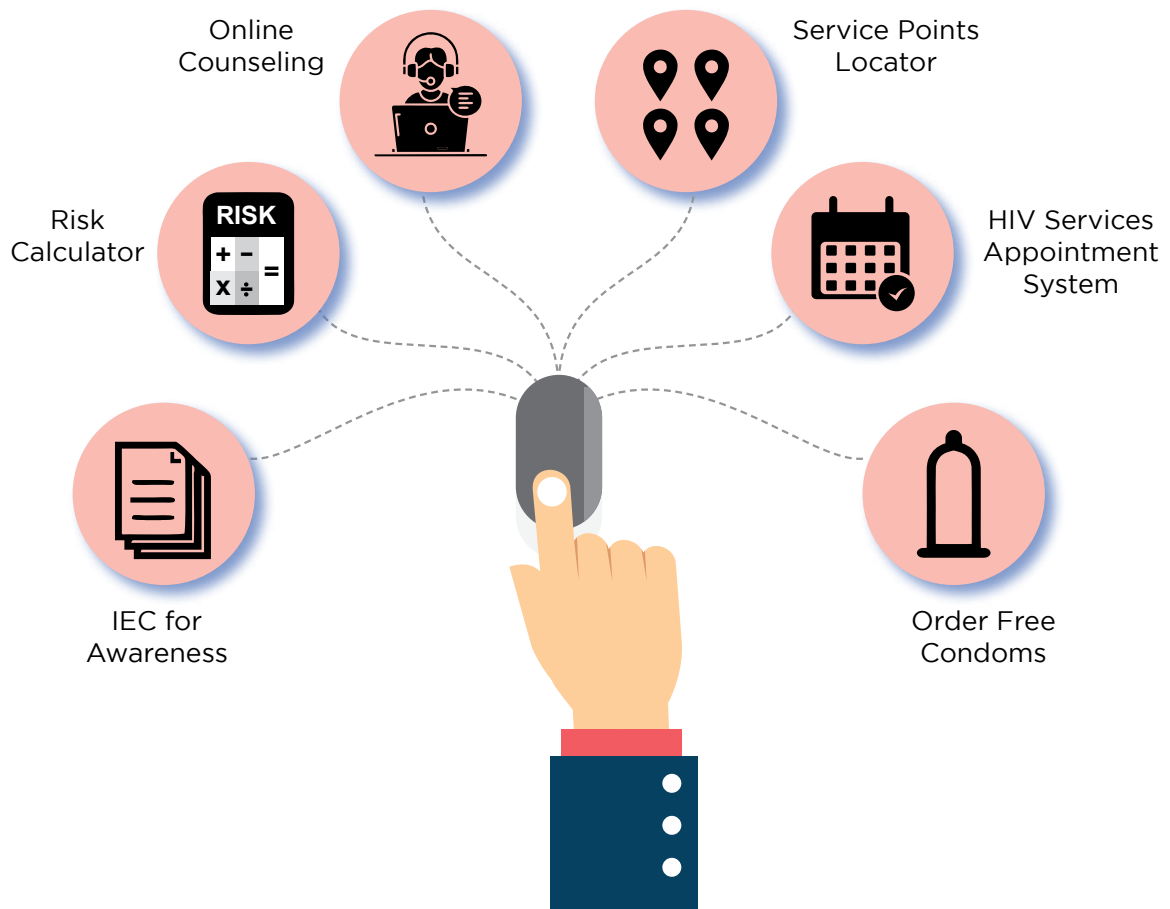 Online
Counseling
Service Points
Locator
Risk
Calculator
RISK
+ −
x ÷ =
HIV Services
Appointment
System
IEC for
Awareness
Order Free
Condoms